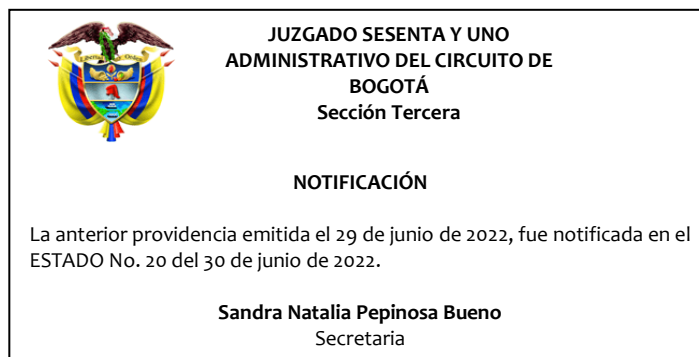 JUZGADO SESENTA Y UNO
ADMINISTRATIVO DEL CIRCUITO DE
BOGOTÁ
Sección Tercera
NOTIFICACIÓN
La anterior providencia emitida el 29 de junio de 2022, fue notificada en el
ESTADO No. 20 del 30 de junio de 2022.
Sandra Natalia Pepinosa Bueno
Secretaria